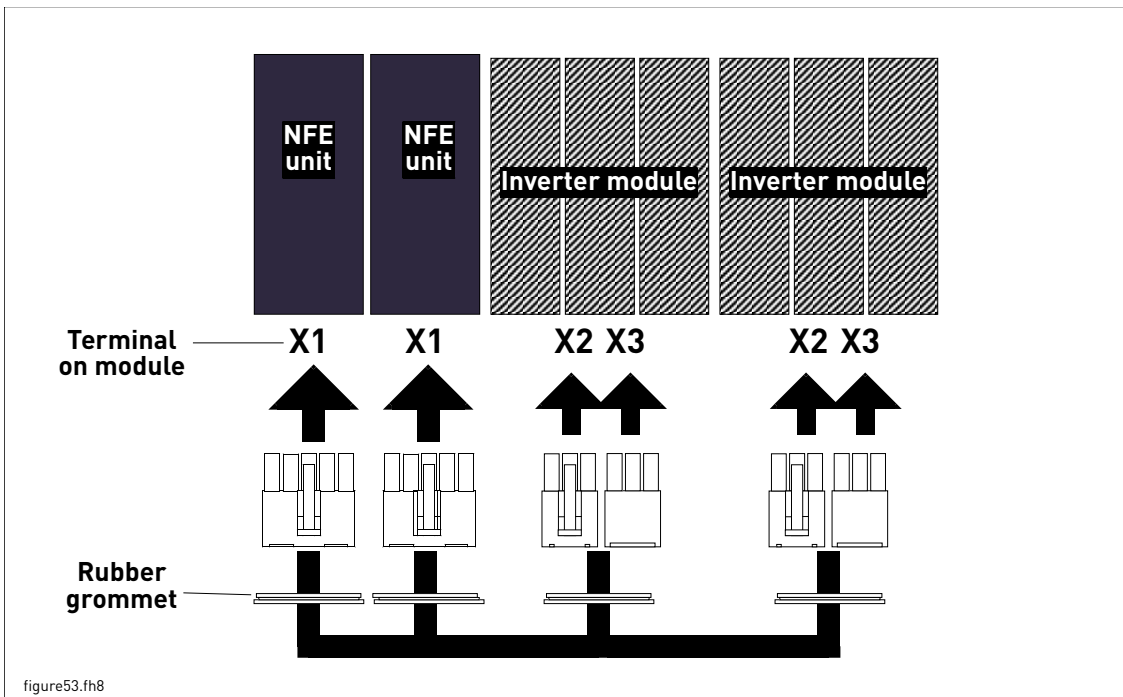 NFE
unit
NFE
unit
Inverter module
Inverter module
Terminal
on module
X1
X1
X2 X3
X2 X3
Rubber
grommet
figure53.fh8